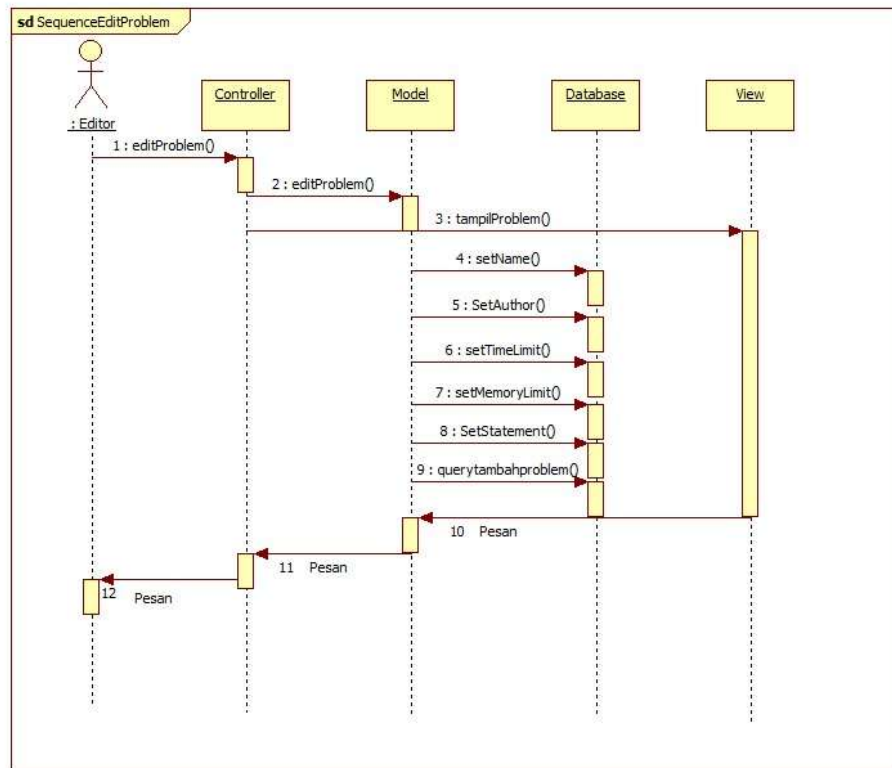 sd SequenceEditProblem
Controller
Model
Database
View
: Editor
1 : editProblem()
2 : editProblem()
3 : tampilProblem()
4 : setName()
5 : SetAuthor()
6 : setTimeLimit()
7 : setMemoryLimit()
8 : SetStatement()
9 : querytambahproblem()
10 Pesan
11 Pesan
12 Pesan